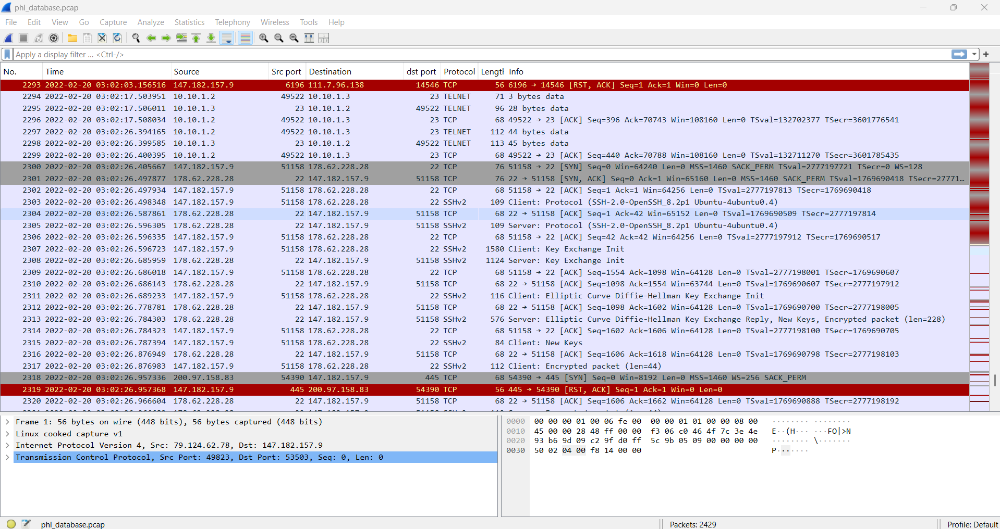 phl_database.pcap
File Edit View Go Capture Analyze Statistics Telephony Wireless Tools Help
Apply a display filter ... <Ctrl-/>
No. Time Source Src port Destination dst port Protocol Lengtl Info
2293 2022-02-20 03:02:03.156516 147.182.157.9 6196 111.7.96.138 14546 TCP 56 6196 → 14546 [RST, ACK] Seq=1 Ack=1 Win=0 Len=0
2294 2022-02-20 03:02:17.503951 10.10.1.2 49522 10.10.1.3 23 TELNET 71 3 bytes data
2295 2022-02-20 03:02:17.506011 10.10.1.3 23 10.10.1.2 49522 TELNET 96 28 bytes data
2296 2022-02-20 03:02:17.508034 10.10.1.2 49522 10.10.1.3 23 TCP 68 49522 → 23 [ACK] Seq=396 Ack=70743 Win=108160 Len=0 TSval=132702377 TSecr=3601776541
2297 2022-02-20 03:02:26.394165 10.10.1.2 49522 10.10.1.3 23 TELNET 112 44 bytes data
2298 2022-02-20 03:02:26.399585 10.10.1.3 23 10.10.1.2 49522 TELNET 113 45 bytes data
2299 2022-02-20 03:02:26.400395 10.10.1.2 49522 10.10.1.3 23 TCP 68 49522 → 23 [ACK] Seq=440 Ack=70788 Win=108160 Len=0 TSval=132711270 TSecr=3601785435
2300 2022-02-20 03:02:26.405667 147.182.157.9 51158 178.62.228.28 22 TCP 76 51158 → 22 [SYN] Seq=0 Win=64240 Len=0 MSS=1460 SACK_PERM TSval=2777197721 TSecr=0 WS=128
2301 2022-02-20 03:02:26.497877 178.62.228.28 22 147.182.157.9 51158 TCP 76 22 → 51158 [SYN, ACK] Seq=0 Ack=1 Win=65160 Len=0 MSS=1460 SACK_PERM TSval=1769690418 TSecr=27771...
2302 2022-02-20 03:02:26.497934 147.182.157.9 51158 178.62.228.28 22 TCP 68 51158 → 22 [ACK] Seq=1 Ack=1 Win=64256 Len=0 TSval=2777197813 TSecr=1769690418
2303 2022-02-20 03:02:26.498348 147.182.157.9 51158 178.62.228.28 22 SSHv2 109 Client: Protocol (SSH-2.0-OpenSSH_8.2p1 Ubuntu-4ubuntu0.4)
2304 2022-02-20 03:02:26.587861 178.62.228.28 22 147.182.157.9 51158 TCP 68 22 → 51158 [ACK] Seq=1 Ack=42 Win=65152 Len=0 TSval=1769690509 TSecr=2777197814
2305 2022-02-20 03:02:26.596305 178.62.228.28 22 147.182.157.9 51158 SSHv2 109 Server: Protocol (SSH-2.0-OpenSSH_8.2p1 Ubuntu-4ubuntu0.4)
2306 2022-02-20 03:02:26.596335 147.182.157.9 51158 178.62.228.28 22 TCP 68 51158 → 22 [ACK] Seq=42 Ack=42 Win=64256 Len=0 TSval=2777197912 TSecr=1769690517
2307 2022-02-20 03:02:26.596723 147.182.157.9 51158 178.62.228.28 22 SSHv2 1580 Client: Key Exchange Init
2308 2022-02-20 03:02:26.685959 178.62.228.28 22 147.182.157.9 51158 SSHv2 1124 Server: Key Exchange Init
2309 2022-02-20 03:02:26.686018 147.182.157.9 51158 178.62.228.28 22 TCP 68 51158 → 22 [ACK] Seq=1554 Ack=1098 Win=64128 Len=0 TSval=2777198001 TSecr=1769690607
2310 2022-02-20 03:02:26.686143 178.62.228.28 22 147.182.157.9 51158 TCP 68 22 → 51158 [ACK] Seq=1098 Ack=1554 Win=63744 Len=0 TSval=1769690607 TSecr=2777197912
2311 2022-02-20 03:02:26.689233 147.182.157.9 51158 178.62.228.28 22 SSHv2 116 Client: Elliptic Curve Diffie-Hellman Key Exchange Init
2312 2022-02-20 03:02:26.778781 178.62.228.28 22 147.182.157.9 51158 TCP 68 22 → 51158 [ACK] Seq=1098 Ack=1602 Win=64128 Len=0 TSval=1769690700 TSecr=2777198005
2313 2022-02-20 03:02:26.784303 178.62.228.28 22 147.182.157.9 51158 SSHv2 576 Server: Elliptic Curve Diffie-Hellman Key Exchange Reply, New Keys, Encrypted packet (len=228)
2314 2022-02-20 03:02:26.784323 147.182.157.9 51158 178.62.228.28 22 TCP 68 51158 → 22 [ACK] Seq=1602 Ack=1606 Win=64128 Len=0 TSval=2777198100 TSecr=1769690705
2315 2022-02-20 03:02:26.787394 147.182.157.9 51158 178.62.228.28 22 SSHv2 84 Client: New Keys
2316 2022-02-20 03:02:26.876949 178.62.228.28 22 147.182.157.9 51158 TCP 68 22 → 51158 [ACK] Seq=1606 Ack=1618 Win=64128 Len=0 TSval=1769690798 TSecr=2777198103
2317 2022-02-20 03:02:26.876983 147.182.157.9 51158 178.62.228.28 22 SSHv2 112 Client: Encrypted packet (len=44)
2318 2022-02-20 03:02:26.957336 200.97.158.83 54390 147.182.157.9 445 TCP 68 54390 → 445 [SYN] Seq=0 Win=8192 Len=0 MSS=1460 WS=256 SACK_PERM
2319 2022-02-20 03:02:26.957368 147.182.157.9 445 200.97.158.83 54390 TCP 56 445 → 54390 [RST, ACK] Seq=1 Ack=1 Win=0 Len=0
2320 2022-02-20 03:02:26.966604 178.62.228.28 22 147.182.157.9 51158 TCP 68 22 → 51158 [ACK] Seq=1606 Ack=1662 Win=64128 Len=0 TSval=1769690888 TSecr=2777198192
Frame 1: 56 bytes on wire (448 bits), 56 bytes captured (448 bits)
Linux cooked capture v1
Internet Protocol Version 4, Src: 79.124.62.78, Dst: 147.182.157.9
Transmission Control Protocol, Src Port: 49823, Dst Port: 53503, Seq: 0, Len: 0
0000 00 00 00 01 00 06 fe 00 00 00 01 01 00 00 08 00 ········ ········
0010 45 00 00 28 48 ff 00 00 f3 06 c0 46 4f 7c 3e 4e E··(H··· ···FO|>N
0020 93 b6 9d 09 c2 9f d0 ff 5c 9b 05 09 00 00 00 00 ········ \·······
0030 50 02 04 00 f8 14 00 00 P·······
phl_database.pcap
Packets: 2429
Profile: Default